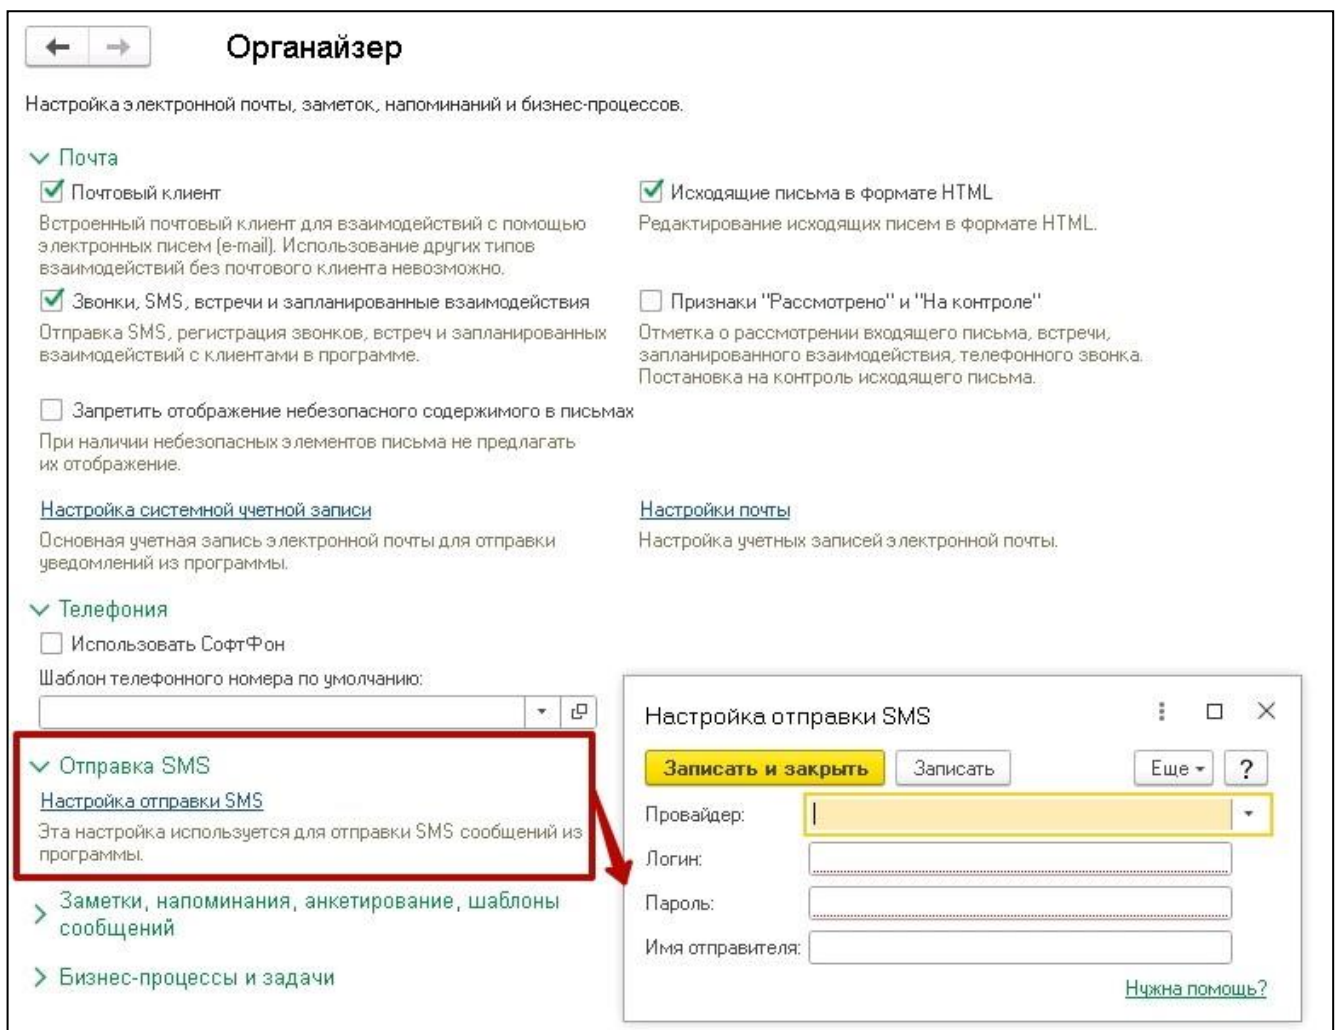 Органайзер
Настройка электронной почты, заметок, напоминаний и бизнес-процессов.
Почта
Почтовый клиент
Встроенный почтовый клиент для взаимодействий с помощью
электронных писем (e-mail). Использование других типов
взаимодействий без почтового клиента невозможно.
Исходящие письма в формате HTML
Редактирование исходящих писем в формате HTML.
Звонки, SMS, встречи и запланированные взаимодействия
Отправка SMS, регистрация звонков, встреч и запланированных
взаимодействий с клиентами в программе.
Признаки "Рассмотрено" и "На контроле"
Отметка о рассмотрении входящего письма, встречи,
запланированного взаимодействия, телефонного звонка.
Постановка на контроль исходящего письма.
Запретить отображение небезопасного содержимого в письмах
При наличии небезопасных элементов письма не предлагать
их отображение.
Настройка системной учетной записи
Основная учетная запись электронной почты для отправки
уведомлений из программы.
Настройки почты
Настройка учетных записей электронной почты.
Телефония
Использовать СофтФон
Шаблон телефонного номера по умолчанию:
Отправка SMS
Настройка отправки SMS
Эта настройка используется для отправки SMS сообщений из
программы.
Заметки, напоминания, анкетирование, шаблоны
сообщений
Бизнес-процессы и задачи
Настройка отправки SMS
Записать и закрыть
Записать
Еще
?
Провайдер:
Логин:
Пароль:
Имя отправителя:
Нужна помощь?